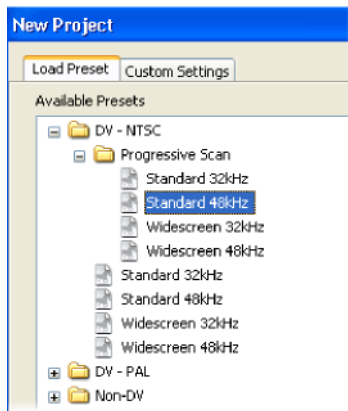 New Project
Load Preset Custom Settings
Available Presets
DV - NTSC
Progressive Scan
Standard 32kHz
Standard 48kHz
Widescreen 32kHz
Widescreen 48kHz
Standard 32kHz
Standard 48kHz
Widescreen 32kHz
Widescreen 48kHz
DV - PAL
Non-DV